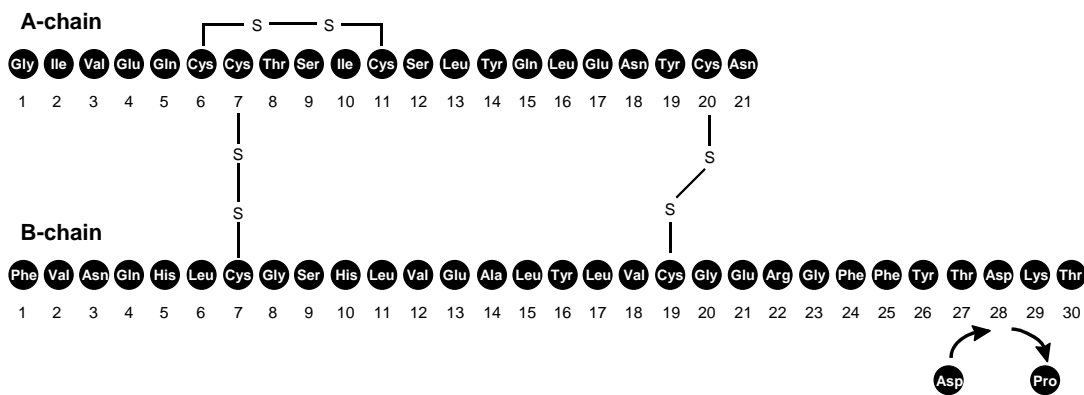 A-chain
S S
Gly Ile Val Glu Gln Cys Cys Thr Ser Ile Cys Ser Leu Tyr Gln Leu Glu Asn Tyr Cys Asn
1 2 3 4 5 6 7 8 9 10 11 12 13 14 15 16 17 18 19 20 21
S S
S S
B-chain
Phe Val Asn Gln His Leu Cys Gly Ser His Leu Val Glu Ala Leu Tyr Leu Val Cys Gly Glu Arg Gly Phe Phe Tyr Thr Asp Lys Thr
1 2 3 4 5 6 7 8 9 10 11 12 13 14 15 16 17 18 19 20 21 22 23 24 25 26 27 28 29 30
Asp Pro